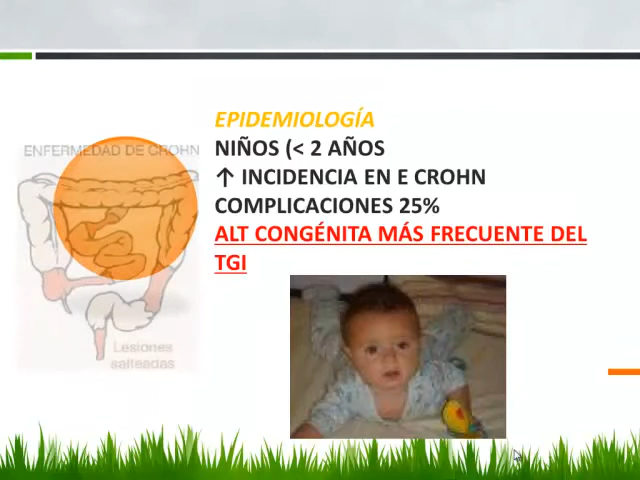 EPIDEMIOLOGÍA
NIÑOS (< 2 AÑOS
↑ INCIDENCIA EN E CROHN
COMPLICACIONES 25%
ALT CONGÉNITA MÁS FRECUENTE DEL
TGI
ENFERMEDAD DE CROHN
Lesiones
salteadas